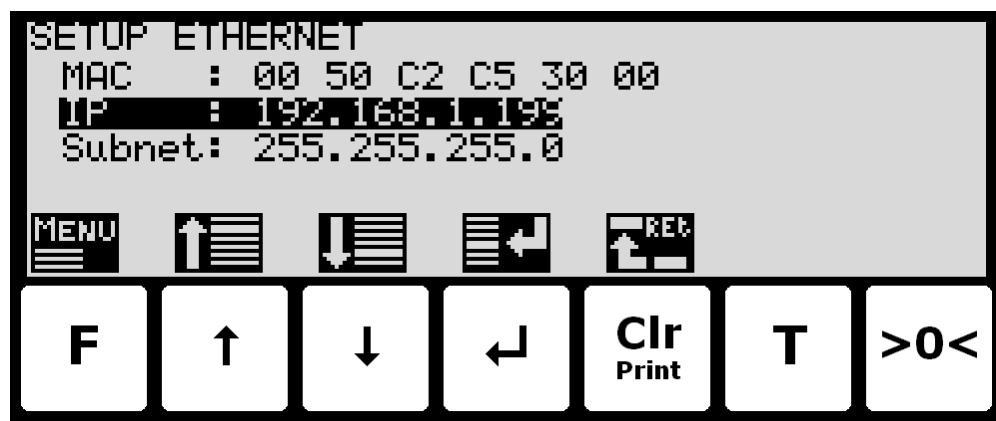 SETUP ETHERNET
MAC : 00 50 C2 C5 30 00
IP : 192.168.1.198
Subnet: 255.255.255.0
MENU REt
F ↑ ↓ ↵ Clr T >0<
Print